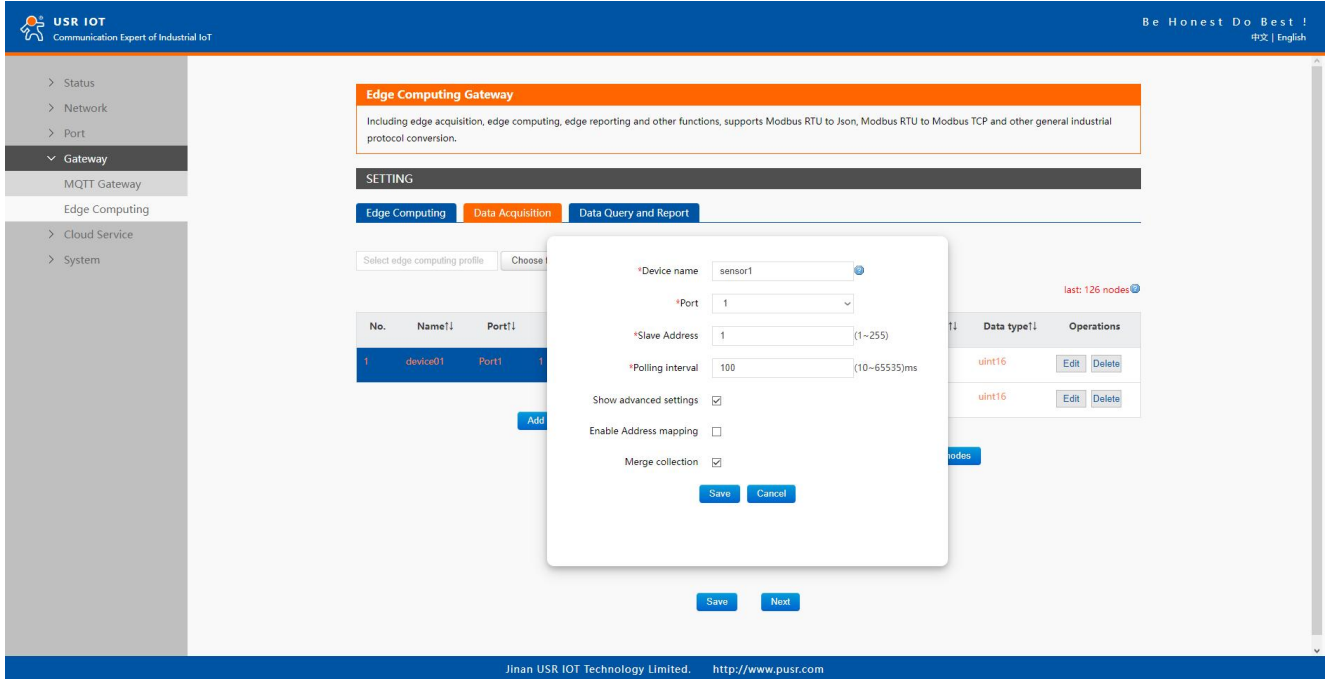 USR IOT
Communication Expert of Industrial IoT
Be Honest Do Best !
中文 | English
Status
Network
Port
Gateway
MQTT Gateway
Edge Computing
Cloud Service
System
Edge Computing Gateway
Including edge acquisition, edge computing, edge reporting and other functions, supports Modbus RTU to Json, Modbus RTU to Modbus TCP and other general industrial
protocol conversion.
SETTING
Edge Computing Data Acquisition Data Query and Report
Select edge computing profile Choose
last: 126 nodes
No. Name↑↓ Port↑↓ ↑↓ Data type↑↓ Operations
1 device01 Port1 1 uint16 Edit Delete
uint16 Edit Delete
Add
nodes
*Device name sensor1
*Port 1
*Slave Address 1 (1~255)
*Polling interval 100 (10~65535)ms
Show advanced settings
Enable Address mapping
Merge collection
Save Cancel
Save Next
Jinan USR IOT Technology Limited. http://www.pusr.com